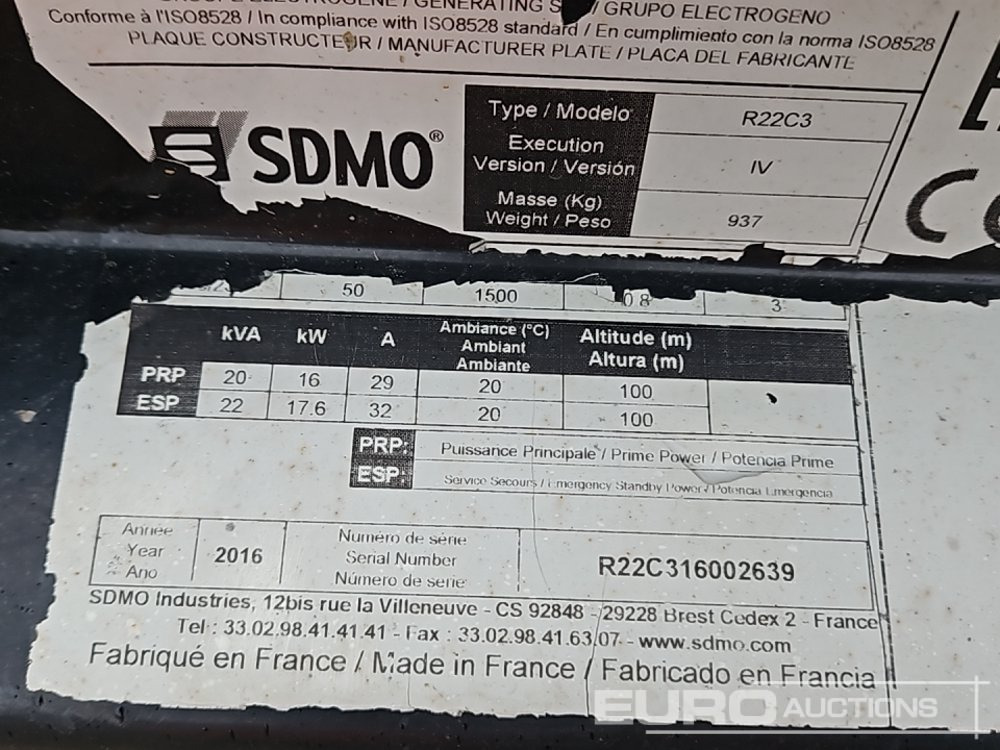 GENERATING / GRUPO ELECTROGENO
Conforme à l'ISO8528 / In compliance with ISO8528 standard / En cumplimiento con la norma ISO8528
PLAQUE CONSTRUCTEUR / MANUFACTURER PLATE / PLACA DEL FABRICANTE
SDMO®
Type / Modelo R22C3
Execution
Version / Versión IV
Masse (Kg)
Weight / Peso 937
50 1500 0.8 3
kVA kW A Ambiance (°C) Altitude (m)
Ambiant Altura (m)
Ambiante
PRP 20 16 29 20 100
ESP 22 17.6 32 20 100
PRP: Puissance Principale / Prime Power / Potencia Prime
ESP: Service Secours / Emergency Standby Power / Potencia Emergencia
Année Numéro de série
Year 2016 Serial Number R22C316002639
Ano Número de serie
SDMO Industries, 12bis rue la Villeneuve - CS 92848 - 29228 Brest Cedex 2 - France
Tel : 33.02.98.41.41.41 - Fax : 33.02.98.41.63.07 - www.sdmo.com
Fabriqué en France / Made in France / Fabricado en Francia
EURO AUCTIONS